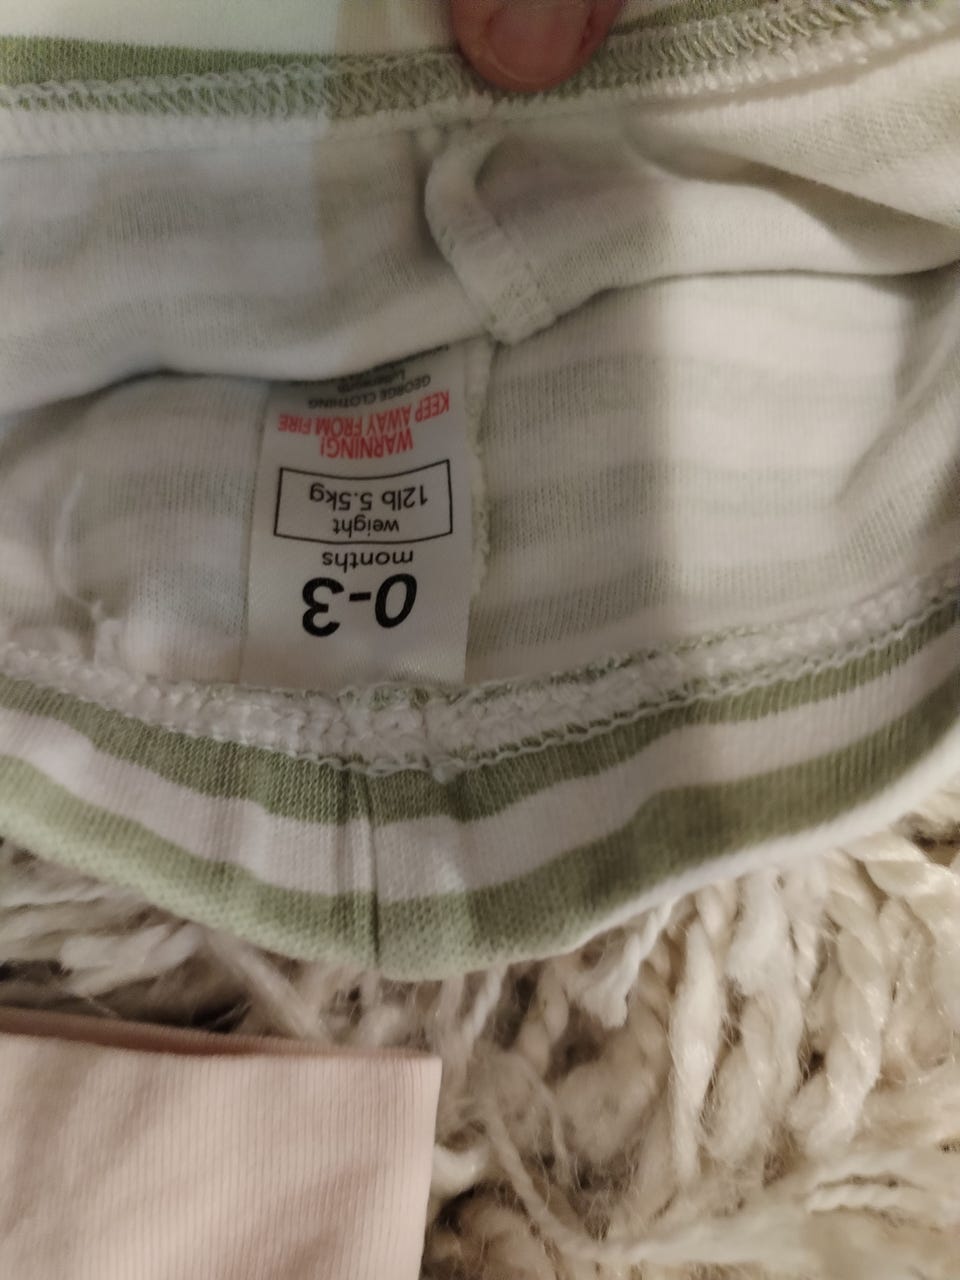 0-3
months
weight
12lb 5.5kg
WARNING!
KEEP AWAY FROM FIRE
GEORGE CLOTHING